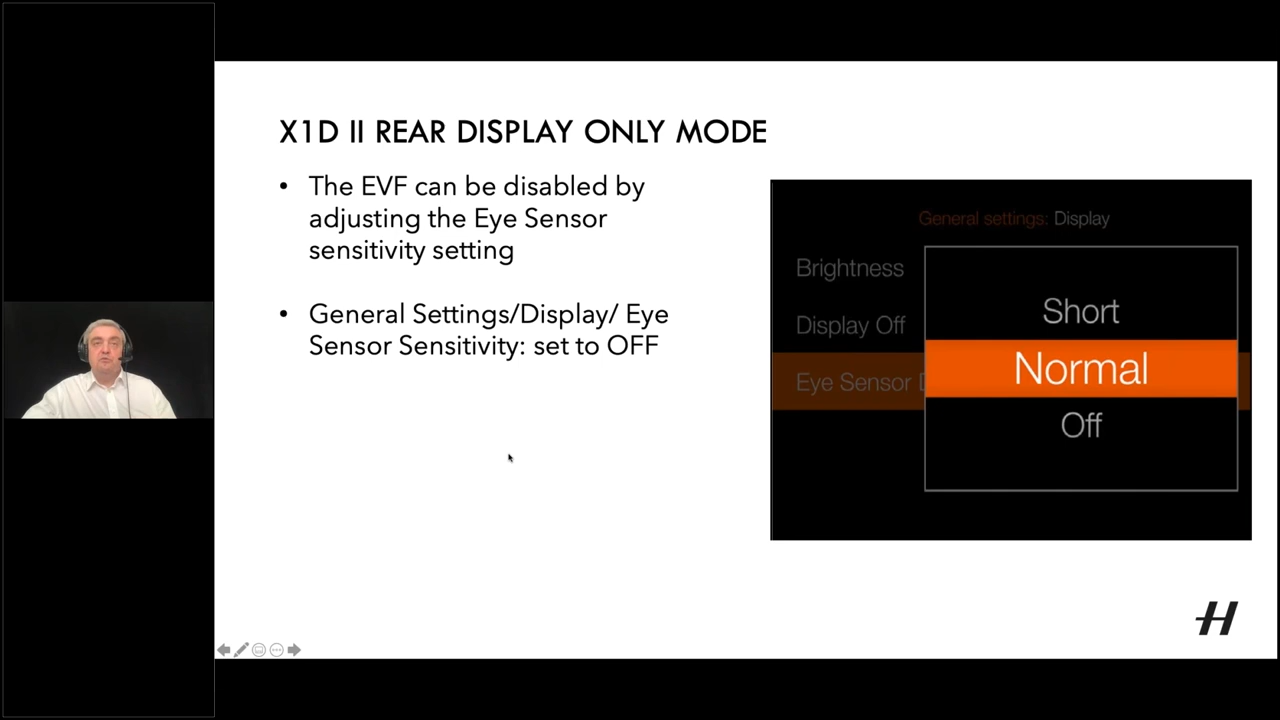 X1D II REAR DISPLAY ONLY MODE
• The EVF can be disabled by
adjusting the Eye Sensor
sensitivity setting
• General Settings/Display/ Eye
Sensor Sensitivity: set to OFF
General settings: Display
Brightness
Display Off
Eye Sensor
Short
Normal
Off
H